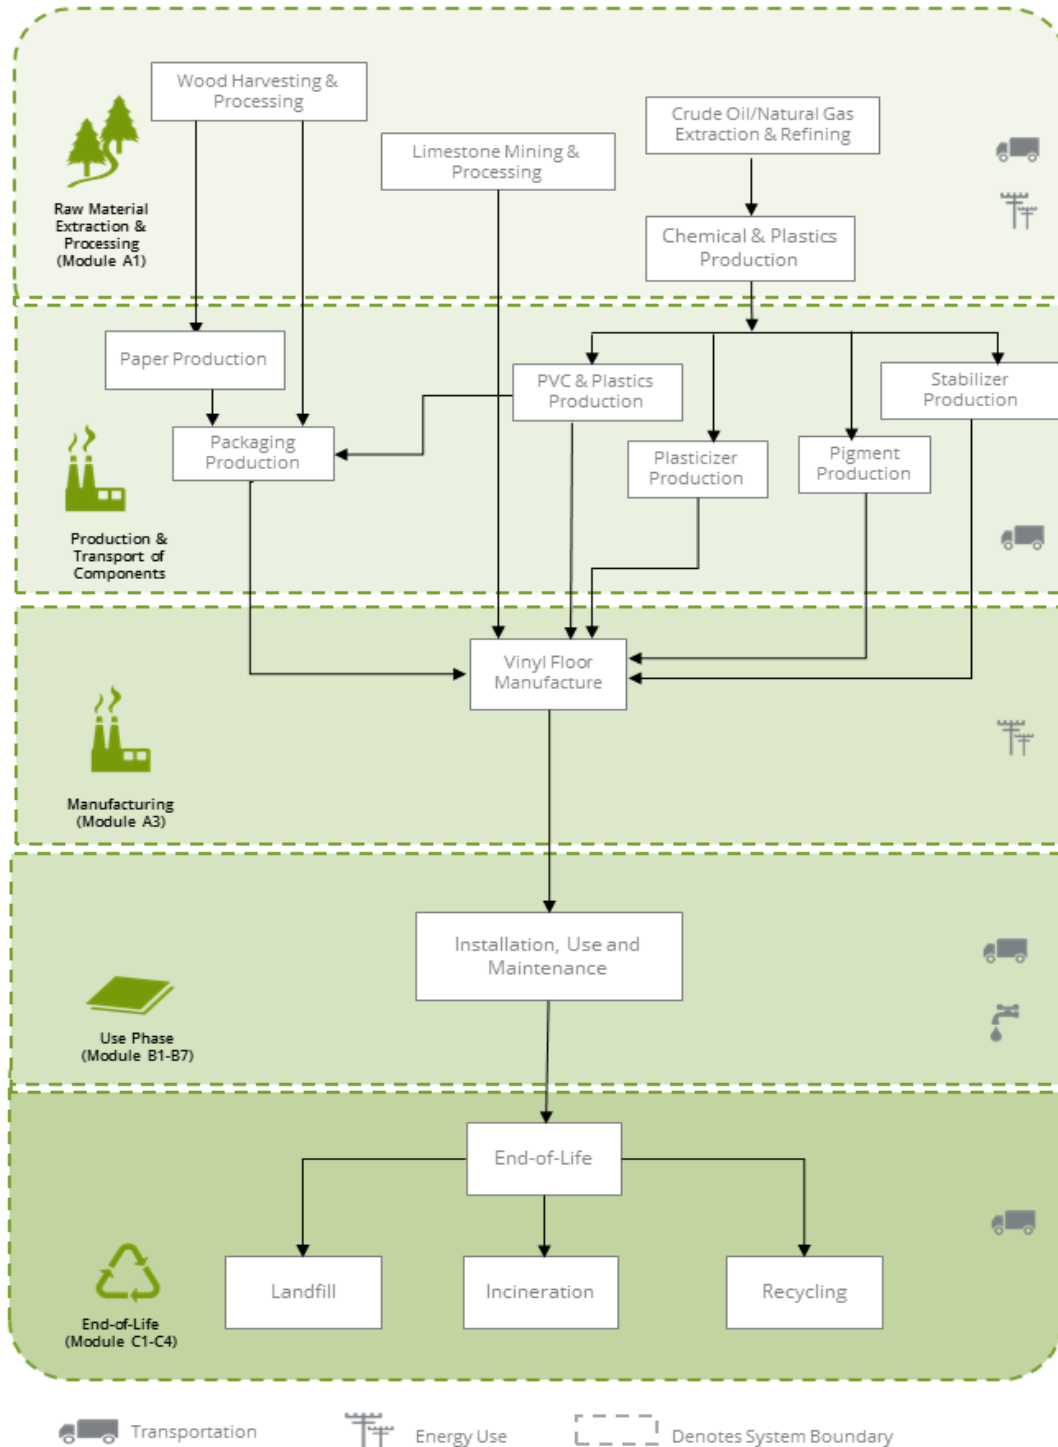 Wood Harvesting &
Processing
Crude Oil/Natural Gas
Extraction & Refining
Limestone Mining &
Processing
Raw Material
Extraction &
Processing
(Module A1)
Chemical & Plastics
Production
Paper Production
PVC & Plastics
Production
Stabilizer
Production
Packaging
Production
Plasticizer
Production
Pigment
Production
Production &
Transport of
Components
Vinyl Floor
Manufacture
Manufacturing
(Module A3)
Installation, Use and
Maintenance
Use Phase
(Module B1-B7)
End-of-Life
Landfill
Incineration
Recycling
End-of-Life
(Module C1-C4)
Transportation
Energy Use
Denotes System Boundary